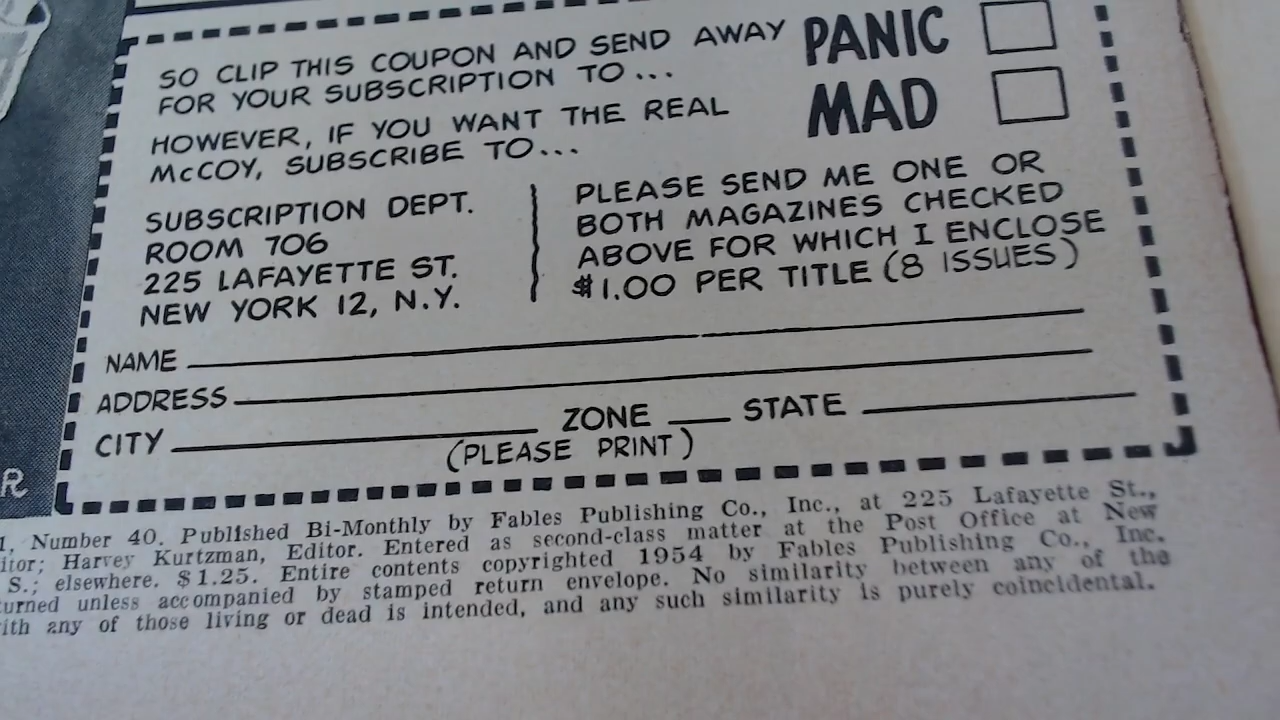 SO CLIP THIS COUPON AND SEND AWAY
FOR YOUR SUBSCRIPTION TO...
PANIC
HOWEVER, IF YOU WANT THE REAL
McCOY, SUBSCRIBE TO...
MAD
SUBSCRIPTION DEPT.
ROOM 706
225 LAFAYETTE ST.
NEW YORK 12, N.Y.
PLEASE SEND ME ONE OR
BOTH MAGAZINES CHECKED
ABOVE FOR WHICH I ENCLOSE
$1.00 PER TITLE (8 ISSUES)
NAME
ADDRESS
CITY ZONE STATE
(PLEASE PRINT)
R
1, Number 40. Published Bi-Monthly by Fables Publishing Co., Inc., at 225 Lafayette St.,
itor; Harvey Kurtzman, Editor. Entered as second-class matter at the Post Office at New
S.; elsewhere. $1.25. Entire contents copyrighted 1954 by Fables Publishing Co., Inc.
urned unless accompanied by stamped return envelope. No similarity between any of the
ith any of those living or dead is intended, and any such similarity is purely coincidental.